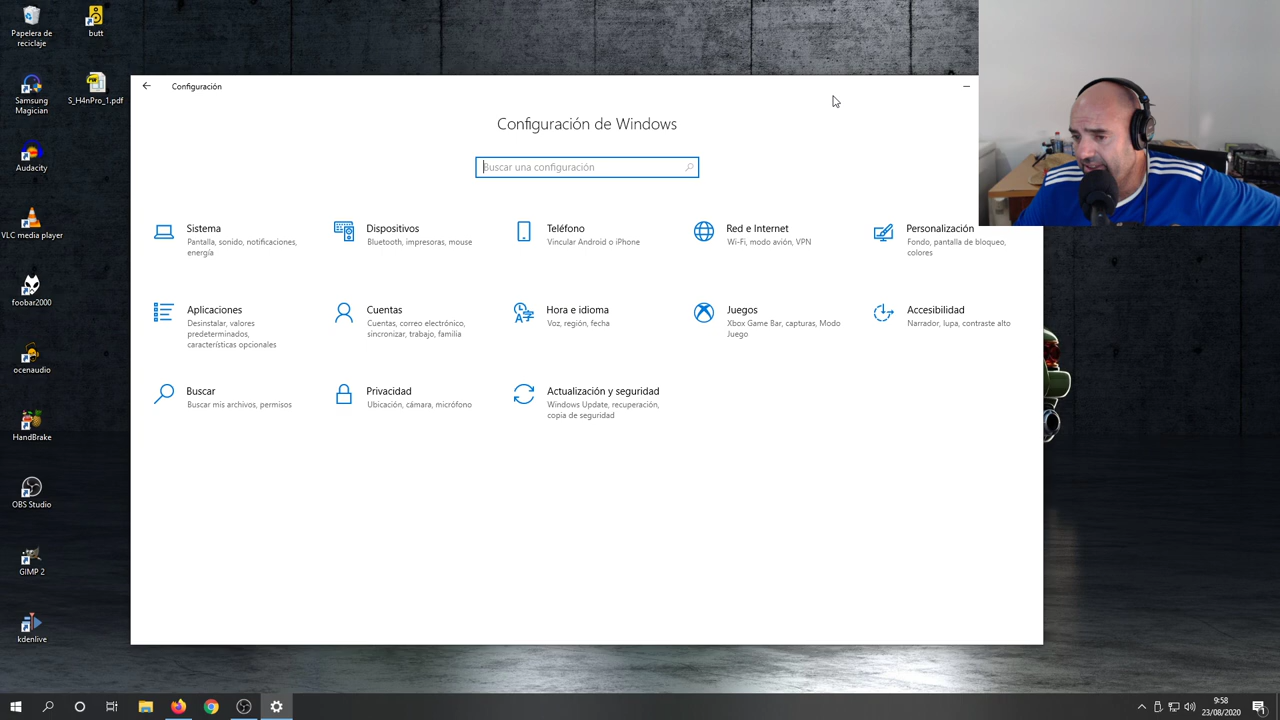 Papelera de
reciclaje
butt
Samsung
Magician
S_H4nPro_1.pdf
Audacity
VLC media player
foobar2000
ocenaudio
HandBrake
OBS Studio
GIMP 2
kdenlive
Configuración
Configuración de Windows
Buscar una configuración
Sistema
Pantalla, sonido, notificaciones,
energía
Dispositivos
Bluetooth, impresoras, mouse
Teléfono
Vincular Android o iPhone
Red e Internet
Wi-Fi, modo avión, VPN
Personalización
Fondo, pantalla de bloqueo,
colores
Aplicaciones
Desinstalar, valores
predeterminados,
características opcionales
Cuentas
Cuentas, correo electrónico,
sincronizar, trabajo, familia
Hora e idioma
Voz, región, fecha
Juegos
Xbox Game Bar, capturas, Modo
Juego
Accesibilidad
Narrador, lupa, contraste alto
Buscar
Buscar mis archivos, permisos
Privacidad
Ubicación, cámara, micrófono
Actualización y seguridad
Windows Update, recuperación,
copia de seguridad
9:58
23/08/2020
1